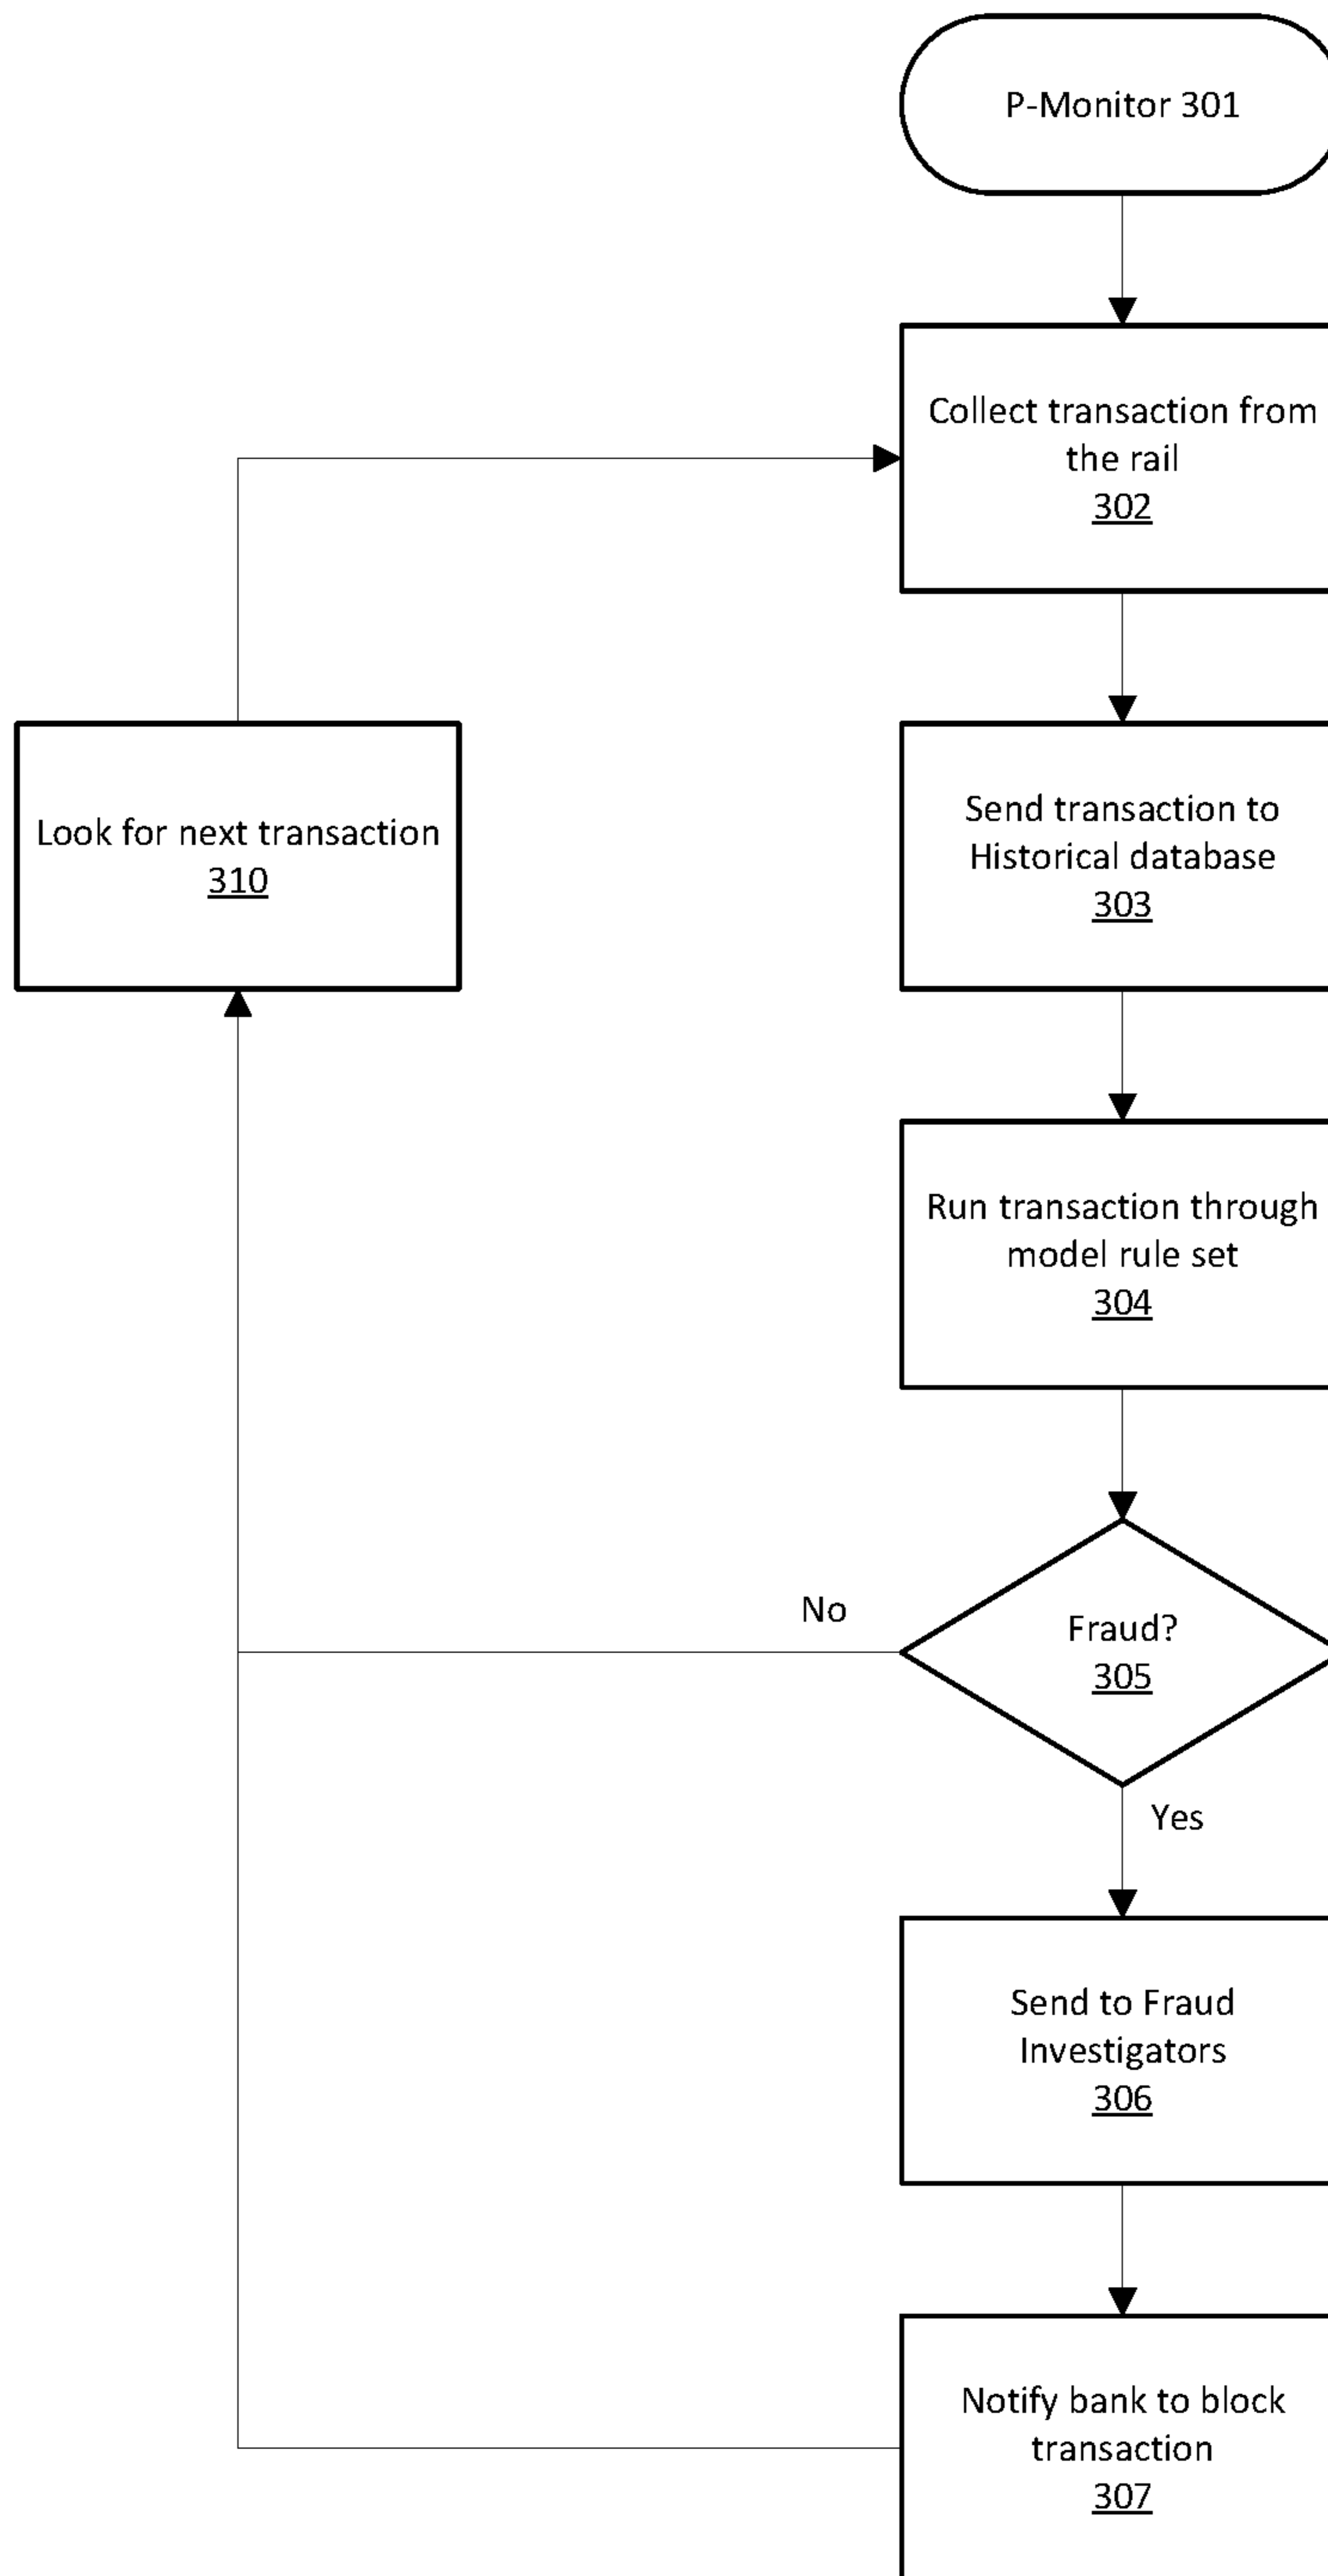 P-Monitor 301
Collect transaction from
the rail
302
Look for next transaction
310
Send transaction to
Historical database
303
Run transaction through
model rule set
304
No
Fraud?
305
Yes
Send to Fraud
Investigators
306
Notify bank to block
transaction
307